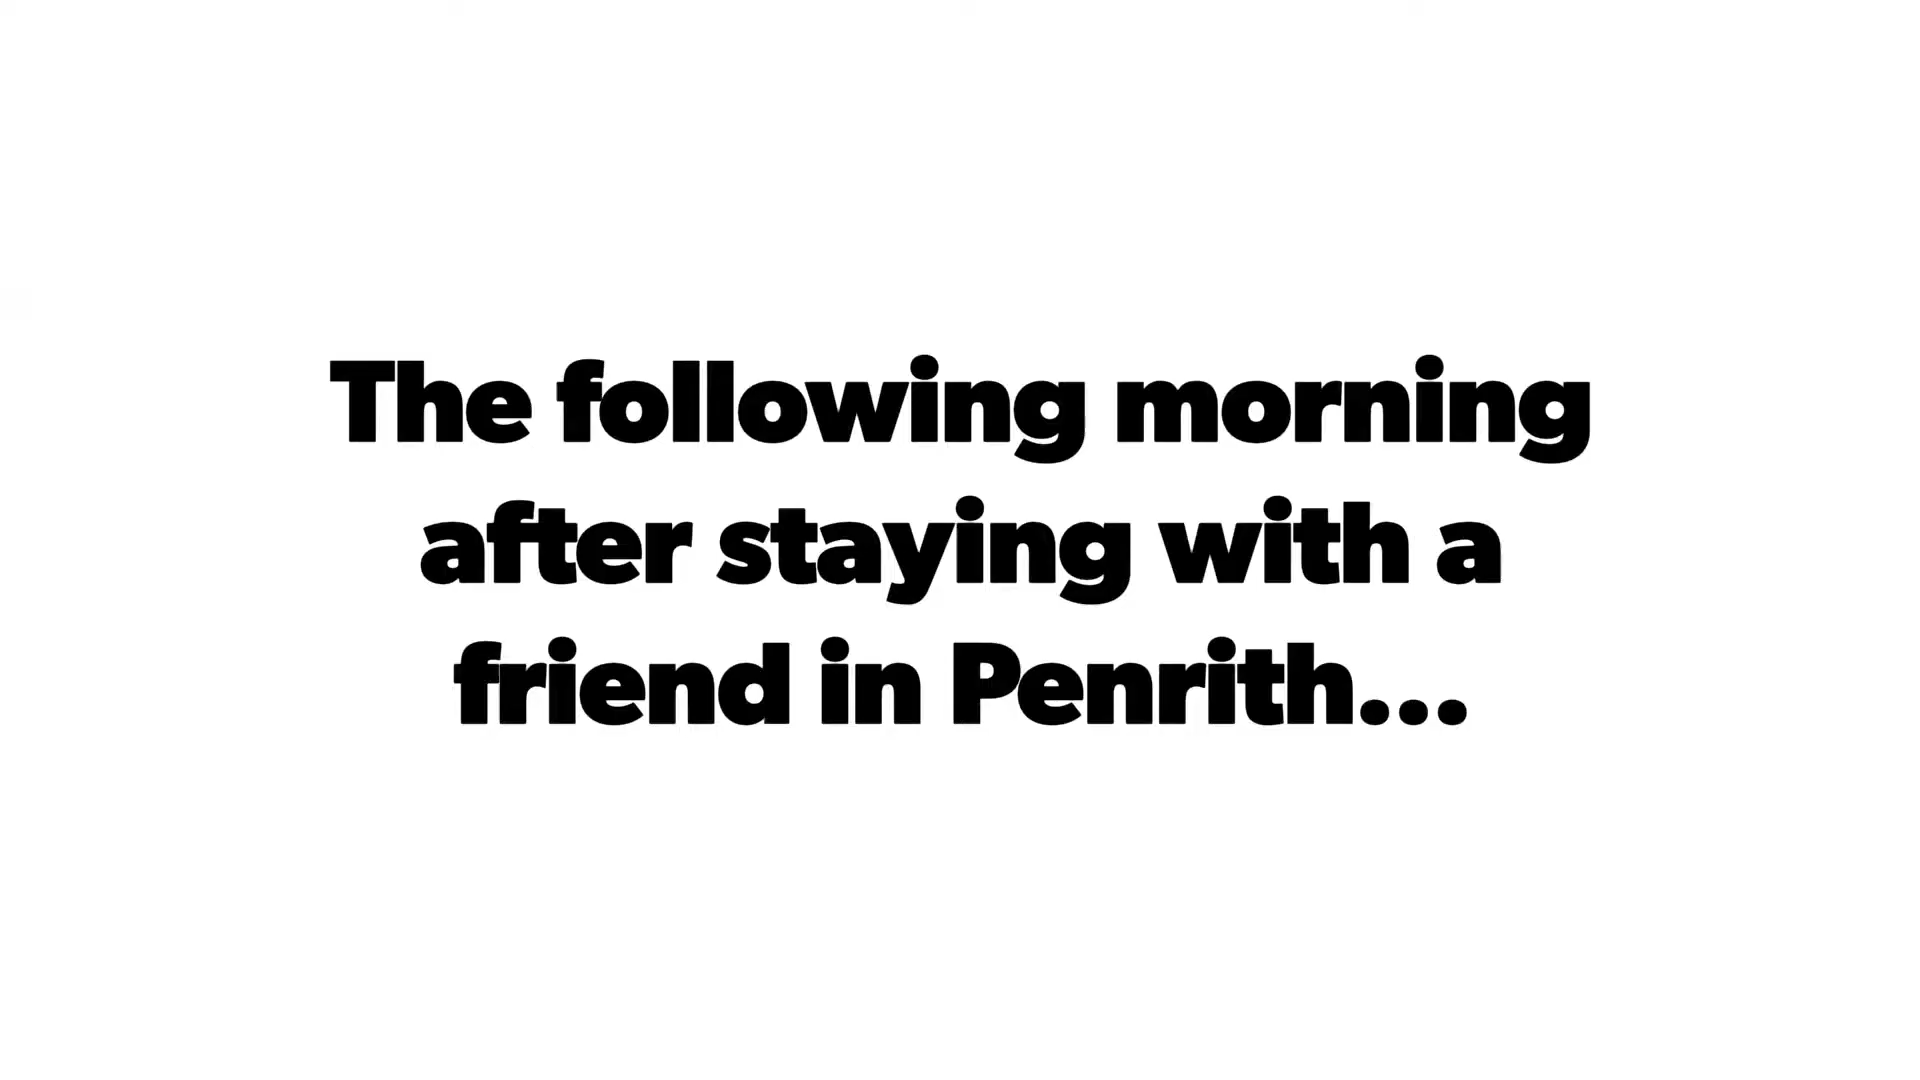 The following morning
after staying with a
friend in Penrith...